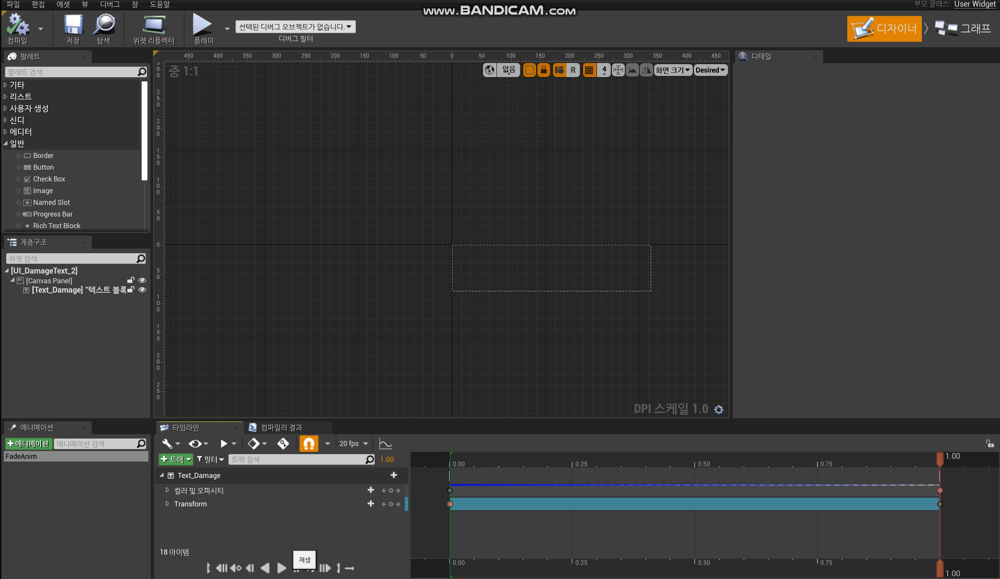 파일 편집 에셋 뷰 디버그 창 도움말
www.BANDICAM.com
부모 클래스: User Widget
컴파일 저장 탐색 위젯 리플렉터 플레이
선택된 디버그 오브젝트가 없습니다.
디버그 필터
디자이너 그래프
팔레트
팔레트 검색
기타
리스트
사용자 생성
신디
에디터
일반
Border
Button
Check Box
Image
Named Slot
Progress Bar
Rich Text Block
계층구조
위젯 검색
[UI_DamageText_2]
[Canvas Panel]
[Text_Damage] "텍스트 블록
450 400 350 300 250 200 150 100 50 0 50 100 150 200 250 300 350 400 450
줌 1:1
없음 R 4 화면 크기 Desired
300
250
200
150
100
50
0
50
100
150
200
250
DPI 스케일 1.0
디테일
애니메이션
+애니메이션 애니메이션 검색
FadeAnim
타임라인 컴파일러 결과
20 fps
+ 트랙 필터 트랙 검색 1.00
Text_Damage
컬러 및 오파시티
Transform
18 아이템
재생
0.00 0.25 0.50 0.75 1.00
0.00 0.25 0.50 0.75 1.00